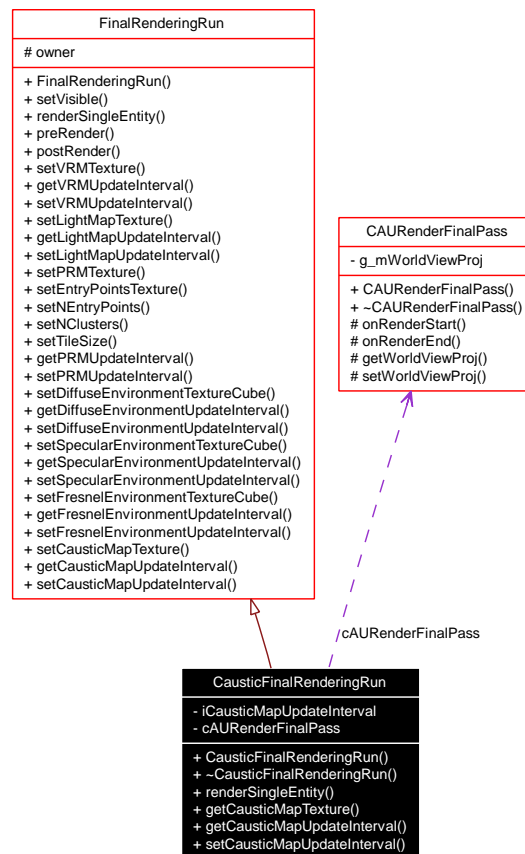 FinalRenderingRun
# owner
+ FinalRenderingRun()
+ setVisible()
+ renderSingleEntity()
+ preRender()
+ postRender()
+ setVRMTexture()
+ getVRMUpdateInterval()
+ setVRMUpdateInterval()
+ setLightMapTexture()
+ getLightMapUpdateInterval()
+ setLightMapUpdateInterval()
+ setPRMTexture()
+ setEntryPointsTexture()
+ setNEntryPoints()
+ setNClusters()
+ setTileSize()
+ getPRMUpdateInterval()
+ setPRMUpdateInterval()
+ setDiffuseEnvironmentTextureCube()
+ getDiffuseEnvironmentUpdateInterval()
+ setDiffuseEnvironmentUpdateInterval()
+ setSpecularEnvironmentTextureCube()
+ getSpecularEnvironmentUpdateInterval()
+ setSpecularEnvironmentUpdateInterval()
+ setFresnelEnvironmentTextureCube()
+ getFresnelEnvironmentUpdateInterval()
+ setFresnelEnvironmentUpdateInterval()
+ setCausticMapTexture()
+ getCausticMapUpdateInterval()
+ setCausticMapUpdateInterval()
CAURenderFinalPass
- g_mWorldViewProj
+ CAURenderFinalPass()
+ ~CAURenderFinalPass()
# onRenderStart()
# onRenderEnd()
# getWorldViewProj()
# setWorldViewProj()
cAURenderFinalPass
CausticFinalRenderingRun
- iCausticMapUpdateInterval
- cAURenderFinalPass
+ CausticFinalRenderingRun()
+ ~CausticFinalRenderingRun()
+ renderSingleEntity()
+ getCausticMapTexture()
+ getCausticMapUpdateInterval()
+ setCausticMapUpdateInterval()